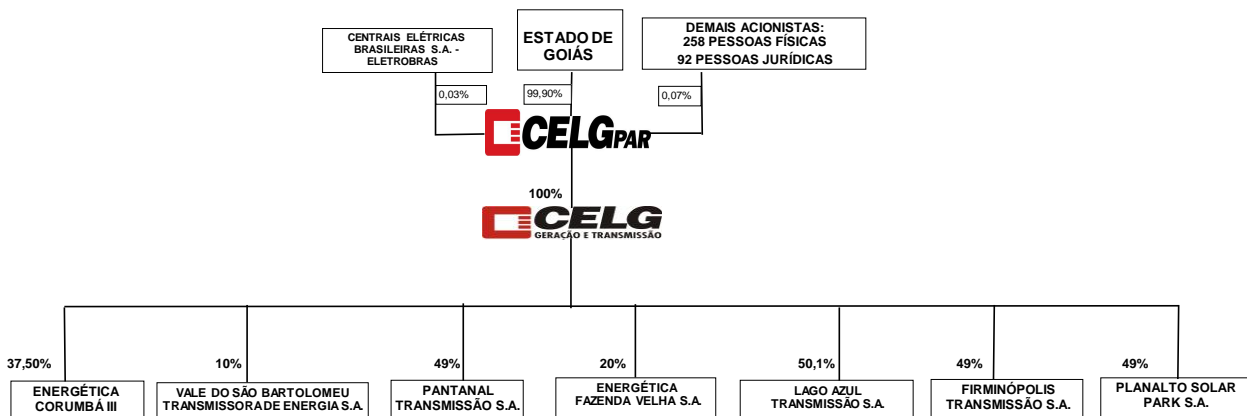 CENTRAIS ELÉTRICAS
BRASILEIRAS S.A. -
ELETROBRAS
ESTADO DE
GOIÁS
DEMAIS ACIONISTAS:
258 PESSOAS FÍSICAS
92 PESSOAS JURÍDICAS
0,03%
99,90%
0,07%
CELGPAR
100%
CELG
GERAÇÃO E TRANSMISSÃO
37,50%
10%
49%
20%
50,1%
49%
49%
ENERGÉTICA
CORUMBÁ III
VALE DO SÃO BARTOLOMEU
TRANSMISSORA DE ENERGIA S.A.
PANTANAL
TRANSMISSÃO S.A.
ENERGÉTICA
FAZENDA VELHA S.A.
LAGO AZUL
TRANSMISSÃO S.A.
FIRMINÓPOLIS
TRANSMISSÃO S.A.
PLANALTO SOLAR
PARK S.A.